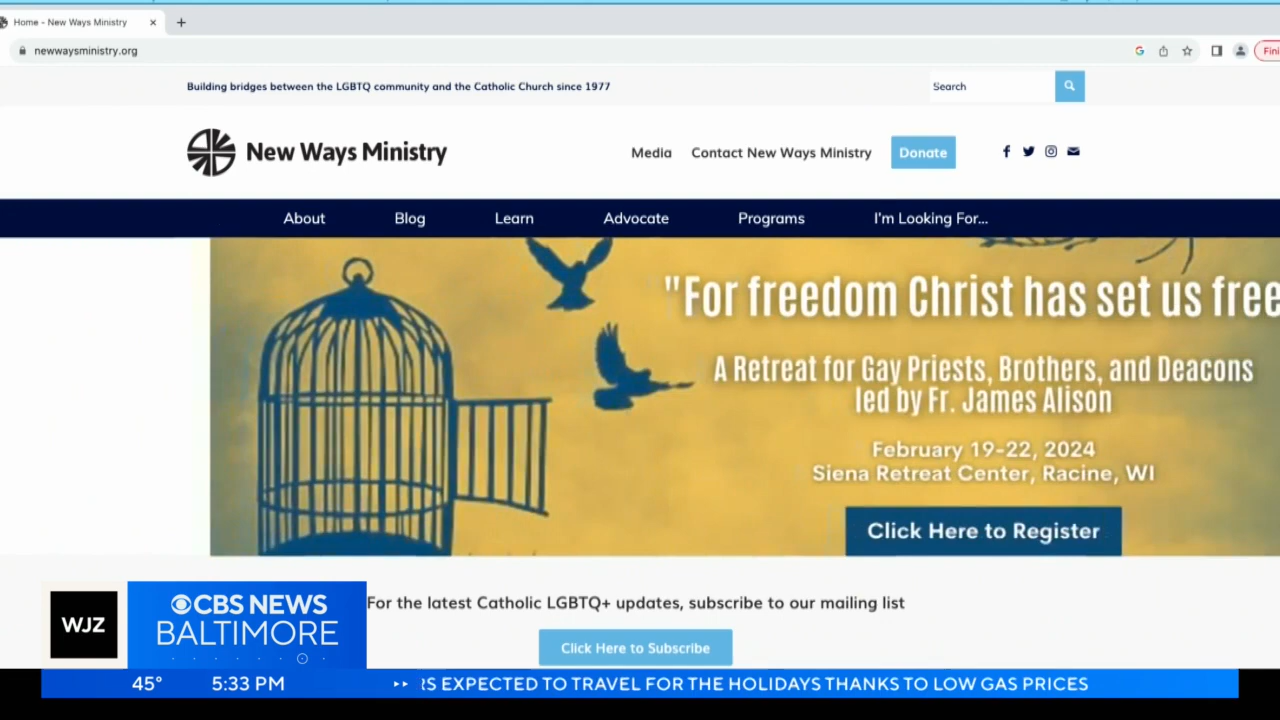 Home - New Ways Ministry
newwaysministry.org
Fini
Building bridges between the LGBTQ community and the Catholic Church since 1977
Search
New Ways Ministry
Media
Contact New Ways Ministry
Donate
About
Blog
Learn
Advocate
Programs
I'm Looking For...
"For freedom Christ has set us free
A Retreat for Gay Priests, Brothers, and Deacons
led by Fr. James Alison
February 19-22, 2024
Siena Retreat Center, Racine, WI
Click Here to Register
For the latest Catholic LGBTQ+ updates, subscribe to our mailing list
Click Here to Subscribe
WJZ
CBS NEWS
BALTIMORE
45° 5:33 PM
RS EXPECTED TO TRAVEL FOR THE HOLIDAYS THANKS TO LOW GAS PRICES